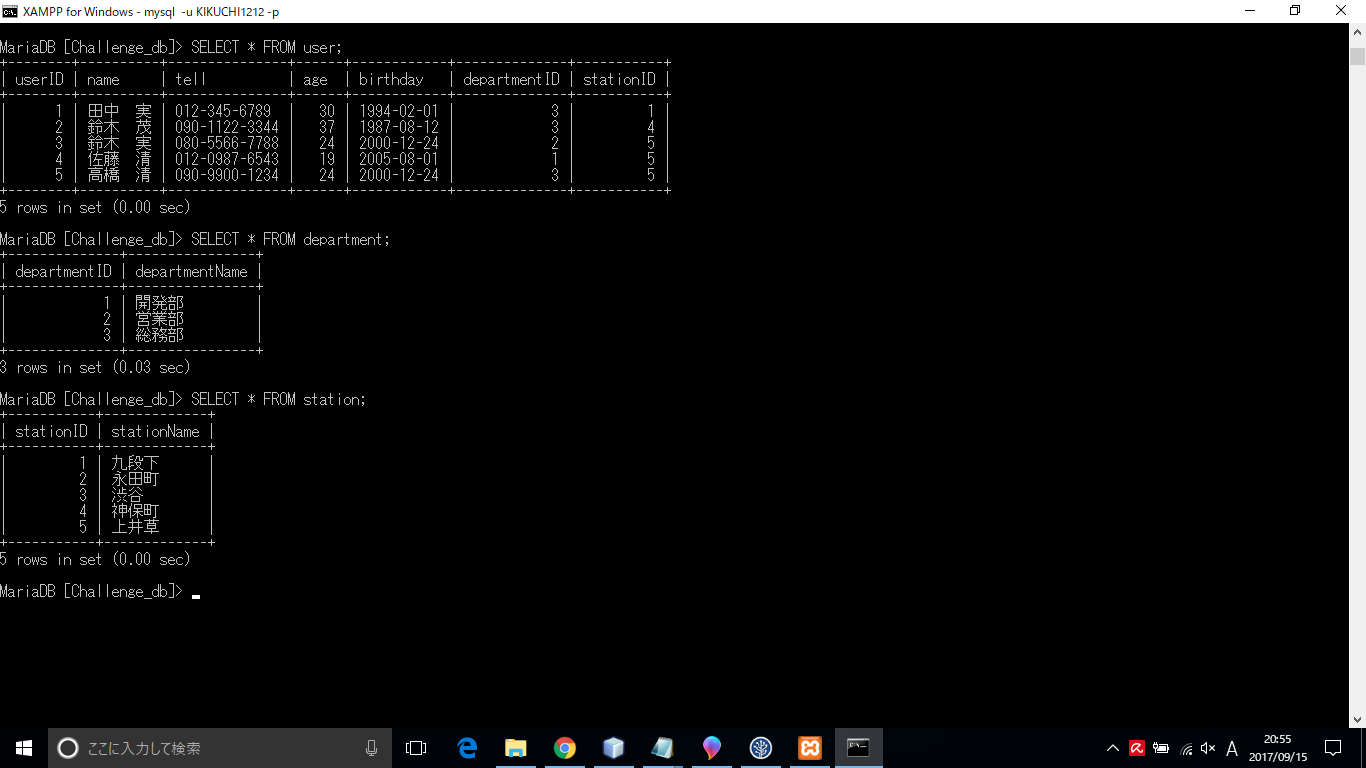 XAMPP for Windows - mysql -u KIKUCHI1212 -p
MariaDB [Challenge_db]> SELECT * FROM user;
+--------+----------+---------------+------+------------+--------------+-----------+
| userID | name | tell | age | birthday | departmentID | stationID |
+--------+----------+---------------+------+------------+--------------+-----------+
| 1 | 田中 実 | 012-345-6789 | 30 | 1994-02-01 | 3 | 1 |
| 2 | 鈴木 茂 | 090-1122-3344 | 37 | 1987-08-12 | 3 | 4 |
| 3 | 鈴木 実 | 080-5566-7788 | 24 | 2000-12-24 | 2 | 5 |
| 4 | 佐藤 清 | 012-0987-6543 | 19 | 2005-08-01 | 1 | 5 |
| 5 | 高橋 清 | 090-9900-1234 | 24 | 2000-12-24 | 3 | 5 |
+--------+----------+---------------+------+------------+--------------+-----------+
5 rows in set (0.00 sec)
MariaDB [Challenge_db]> SELECT * FROM department;
+--------------+----------------+
| departmentID | departmentName |
+--------------+----------------+
| 1 | 開発部 |
| 2 | 営業部 |
| 3 | 総務部 |
+--------------+----------------+
3 rows in set (0.03 sec)
MariaDB [Challenge_db]> SELECT * FROM station;
+-----------+-------------+
| stationID | stationName |
+-----------+-------------+
| 1 | 九段下 |
| 2 | 永田町 |
| 3 | 渋谷 |
| 4 | 神保町 |
| 5 | 上井草 |
+-----------+-------------+
5 rows in set (0.00 sec)
MariaDB [Challenge_db]>
ここに入力して検索
A
20:55
2017/09/15